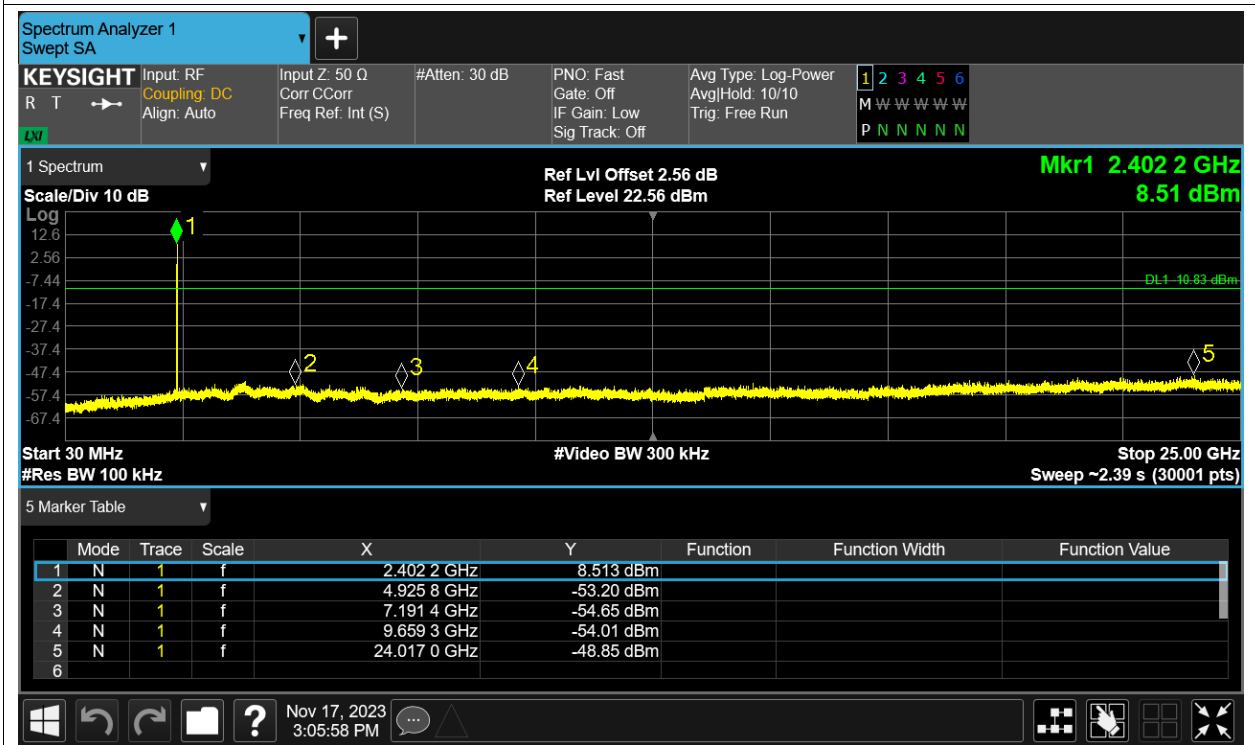 Spectrum Analyzer 1
Swept SA
KEYSIGHT
R T
LXI
Input: RF
Coupling: DC
Align: Auto
Input Z: 50 Ω
Corr CCorr
Freq Ref: Int (S)
#Atten: 30 dB
PNO: Fast
Gate: Off
IF Gain: Low
Sig Track: Off
Avg Type: Log-Power
Avg|Hold: 10/10
Trig: Free Run
1 2 3 4 5 6
M W W W W W W
P N N N N N N
1 Spectrum
Scale/Div 10 dB
Ref Lvl Offset 2.56 dB
Ref Level 22.56 dBm
Mkr1 2.402 2 GHz
8.51 dBm
Log
12.6
2.56
-7.44
-17.4
-27.4
-37.4
-47.4
-57.4
-67.4
1
2
3
4
5
DL1 -10.83 dBm
Start 30 MHz
#Video BW 300 kHz
Stop 25.00 GHz
#Res BW 100 kHz
Sweep ~2.39 s (30001 pts)
5 Marker Table
Mode Trace Scale X Y Function Function Width Function Value
1 N 1 f 2.402 2 GHz 8.513 dBm
2 N 1 f 4.925 8 GHz -53.20 dBm
3 N 1 f 7.191 4 GHz -54.65 dBm
4 N 1 f 9.659 3 GHz -54.01 dBm
5 N 1 f 24.017 0 GHz -48.85 dBm
6
?
Nov 17, 2023
3:05:58 PM